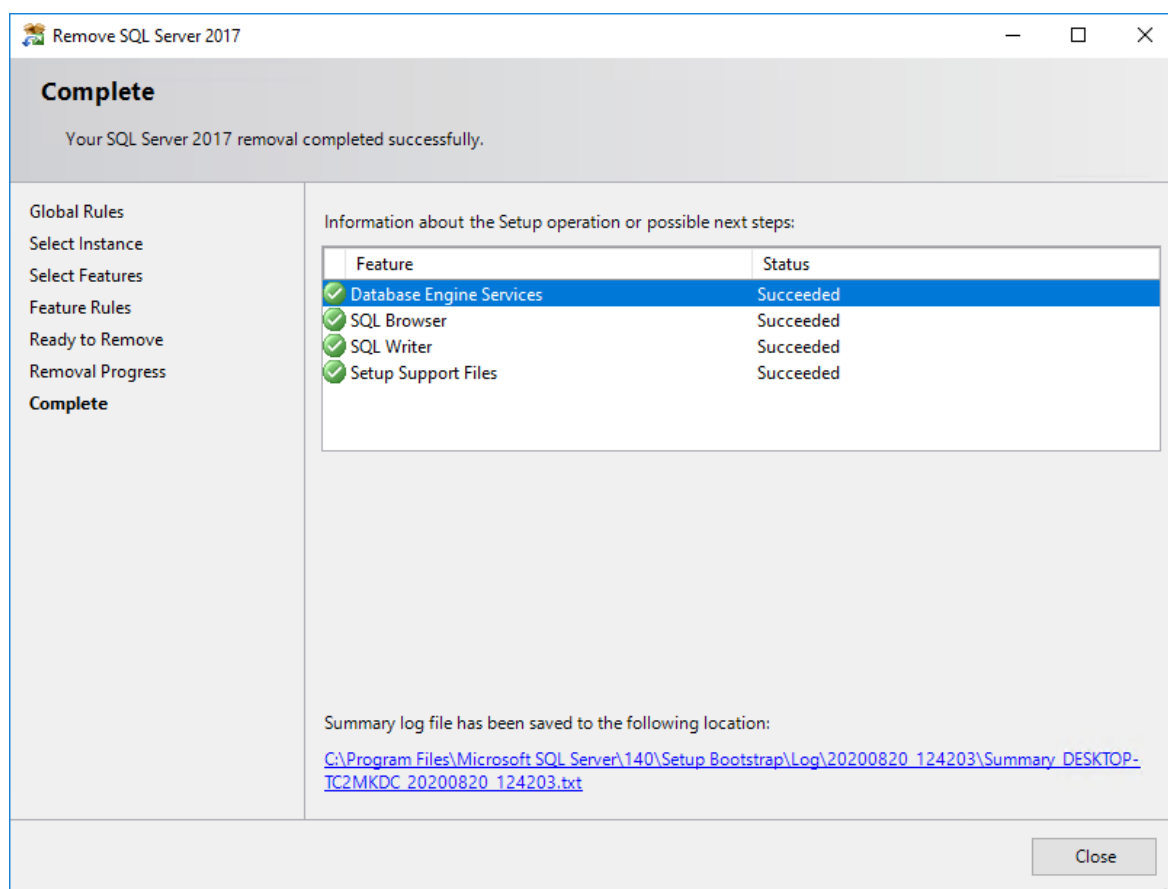 Remove SQL Server 2017
Complete
Your SQL Server 2017 removal completed successfully.
Global Rules
Select Instance
Select Features
Feature Rules
Ready to Remove
Removal Progress
Complete
Information about the Setup operation or possible next steps:
Feature Status
Database Engine Services Succeeded
SQL Browser Succeeded
SQL Writer Succeeded
Setup Support Files Succeeded
Summary log file has been saved to the following location:
C:\Program Files\Microsoft SQL Server\140\Setup Bootstrap\Log\20200820_124203\Summary_DESKTOP-
TC2MKDC_20200820_124203.txt
Close